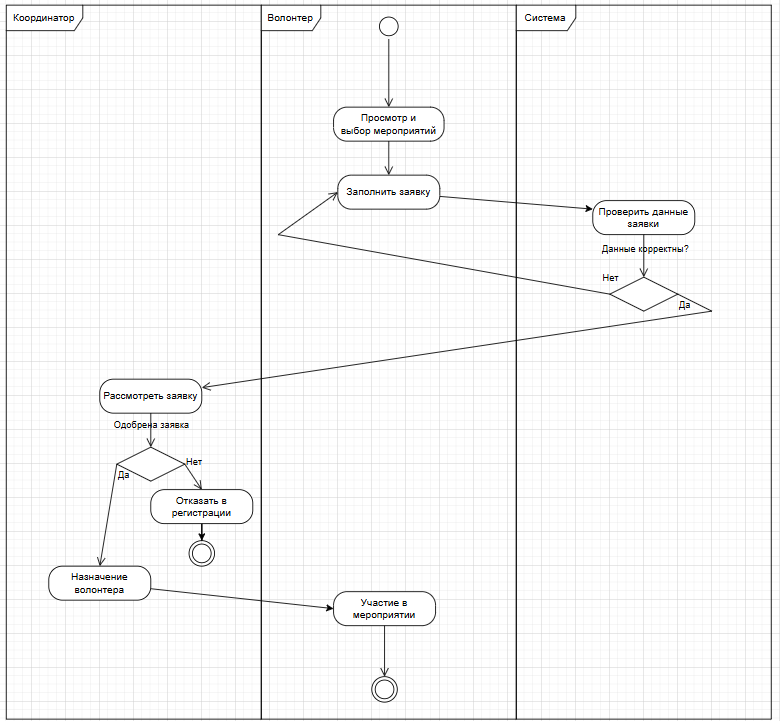 Координатор
Волонтер
Система
Просмотр и
выбор мероприятий
Заполнить заявку
Проверить данные
заявки
Данные корректны?
Нет
Да
Рассмотреть заявку
Одобрена заявка
Нет
Да
Отказать в
регистрации
Назначение
волонтера
Участие в
мероприятии